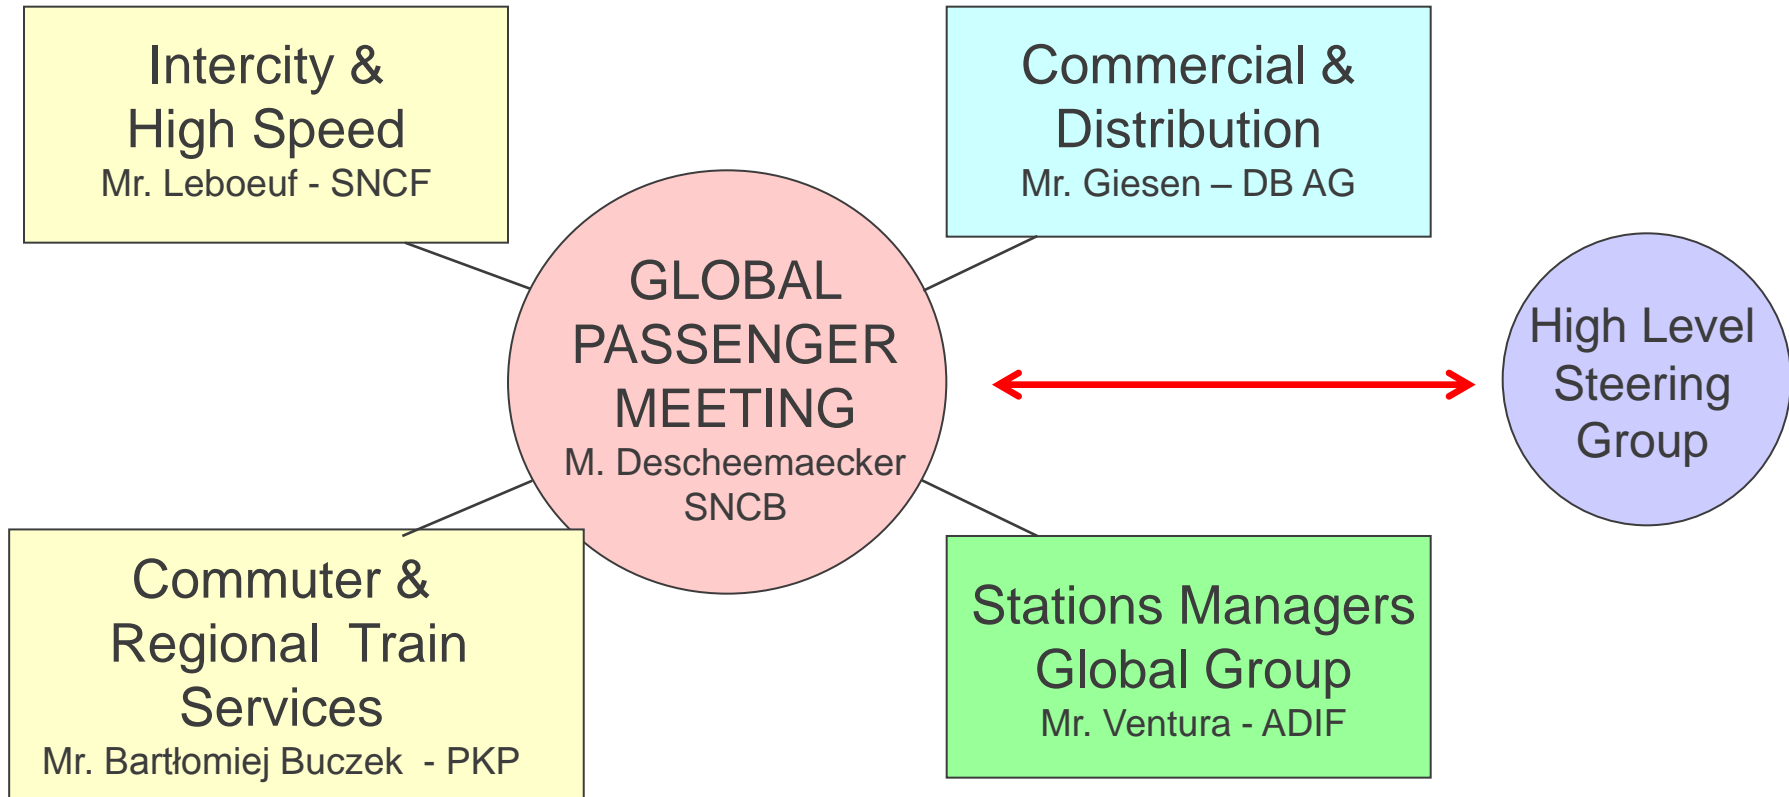 Intercity &
High Speed
Mr. Leboeuf - SNCF
Commercial &
Distribution
Mr. Giesen – DB AG
GLOBAL
PASSENGER
MEETING
M. Descheemaecker
SNCB
High Level
Steering
Group
Commuter &
Regional Train
Services
Mr. Bartłomiej Buczek - PKP
Stations Managers
Global Group
Mr. Ventura - ADIF